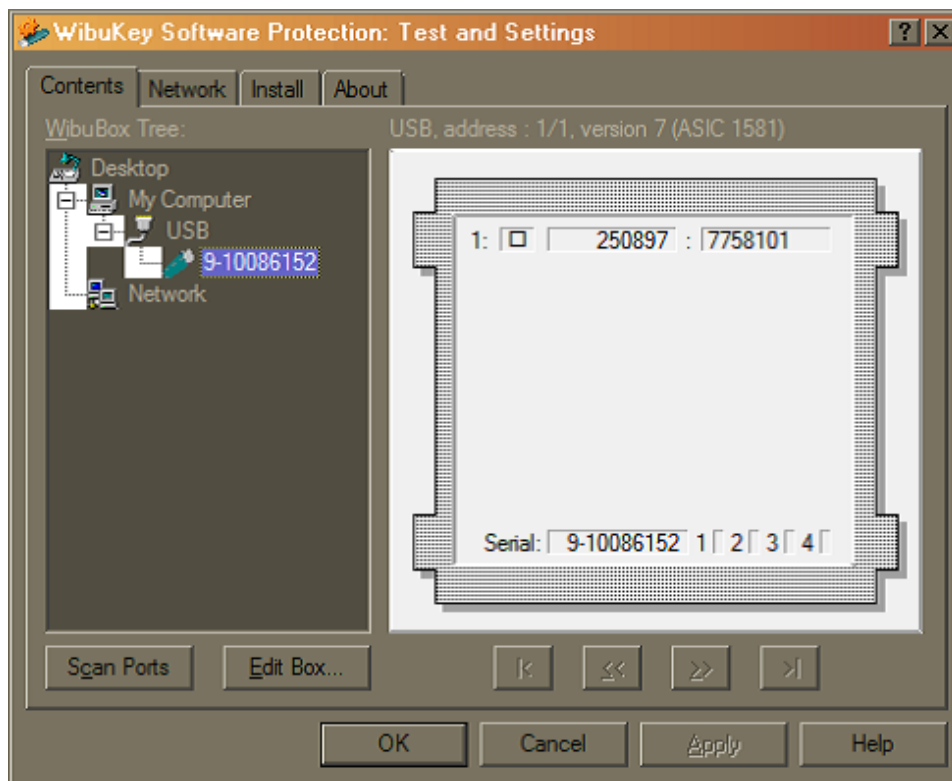 WibuKey Software Protection: Test and Settings
Contents Network Install About
WibuBox Tree:
USB, address : 1/1, version 7 (ASIC 1581)
Desktop
My Computer
USB
9-10086152
Network
1: 250897 : 7758101
Serial: 9-10086152 1 2 3 4
Scan Ports Edit Box... |< << >> >|
OK Cancel Apply Help